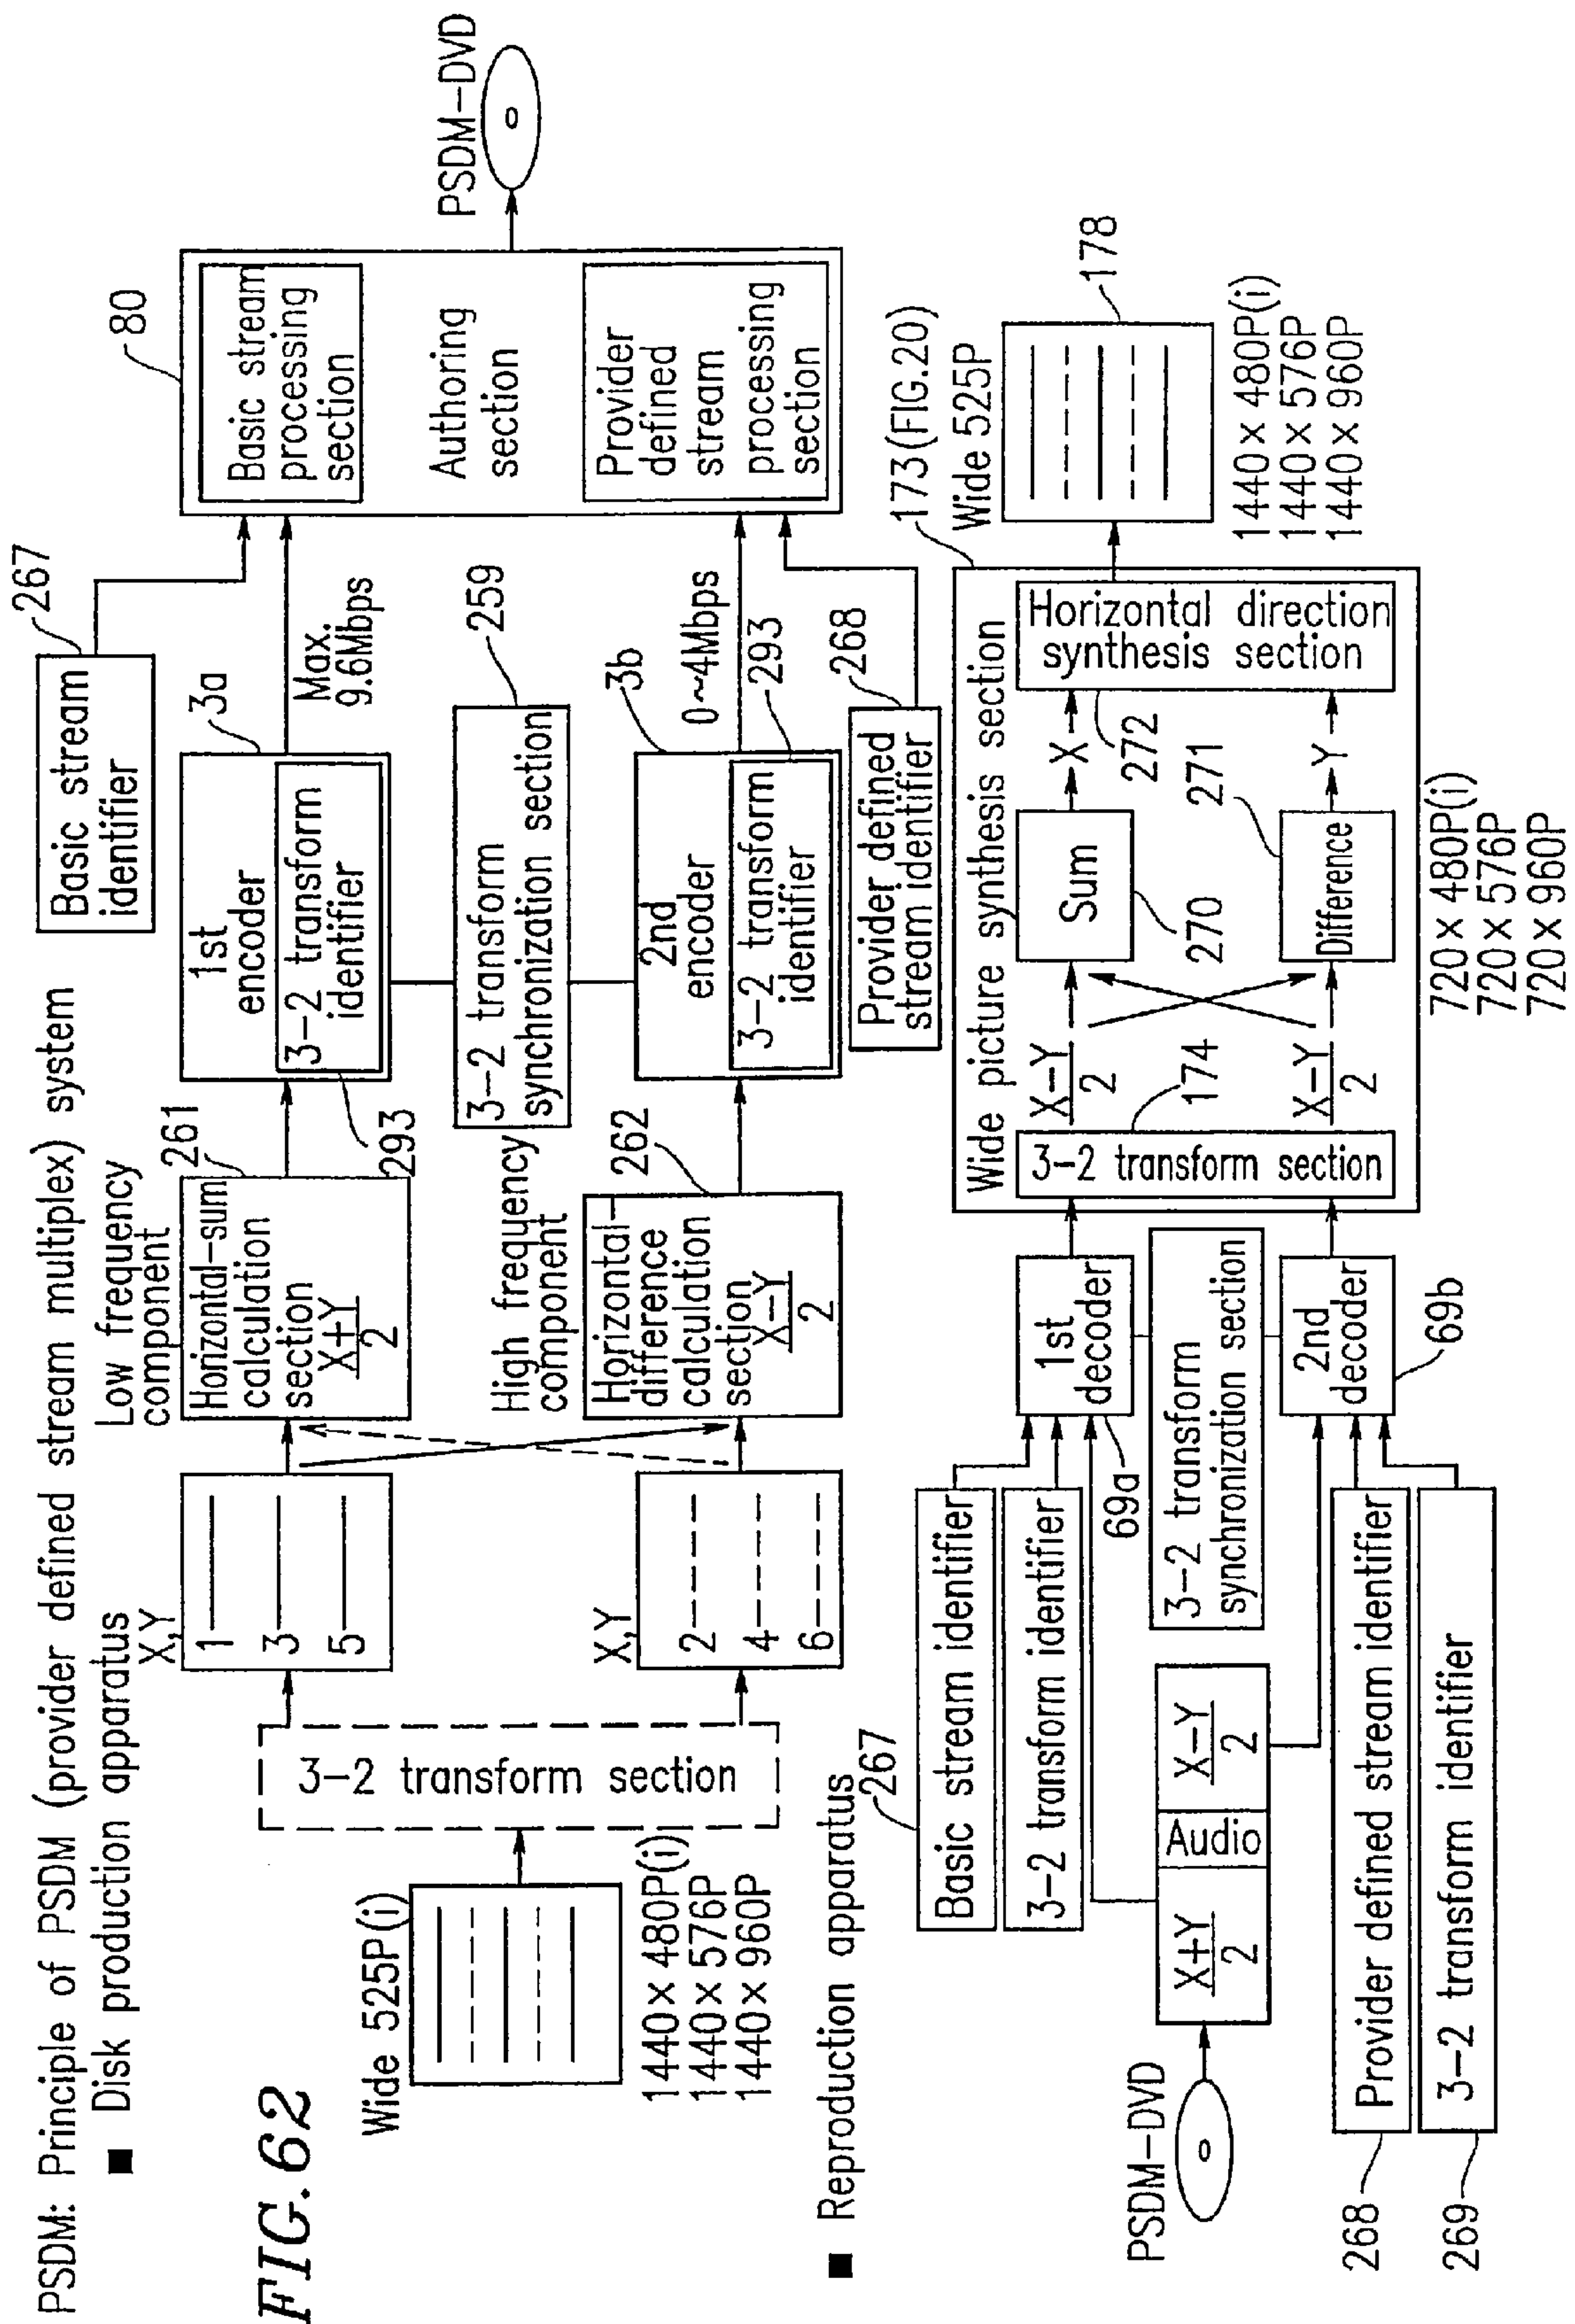 PSDM: Principle of PSDM (provider defined stream multiplex) system
■ Disk production apparatus
FIG. 62
Wide 525P(i)
1440×480P(i)
1440×576P
1440×960P
3-2 transform section
X,Y
1
3
5
X,Y
2
4
6
Low frequency
component
261
Horizontal-sum
calculation
section
X+Y
2
293
High frequency
component
262
Horizontal-
difference
calculation
section
X-Y
2
Basic stream
identifier
267
1st
encoder
3a
3-2 transform
identifier
Max.
9.6Mbps
3-2 transform
synchronization section
259
2nd
encoder
3b
3-2 transform
identifier
0~4Mbps
293
Provider defined
stream identifier
268
80
Basic stream
processing
section
Authoring
section
Provider
defined
stream
processing
section
PSDM-DVD
■ Reproduction apparatus
PSDM-DVD
X+Y
2
Audio
X-Y
2
267
Basic stream identifier
3-2 transform identifier
Provider defined stream identifier
268
3-2 transform identifier
269
1st
decoder
69a
3-2 transform
synchronization section
2nd
decoder
69b
Wide picture synthesis section
173(FIG.20)
3-2 transform section
174
X-Y
2
X-Y
2
Sum
270
Difference
271
X
Y
272
Horizontal direction
synthesis section
720×480P(i)
720×576P
720×960P
Wide 525P
178
1440×480P(i)
1440×576P
1440×960P